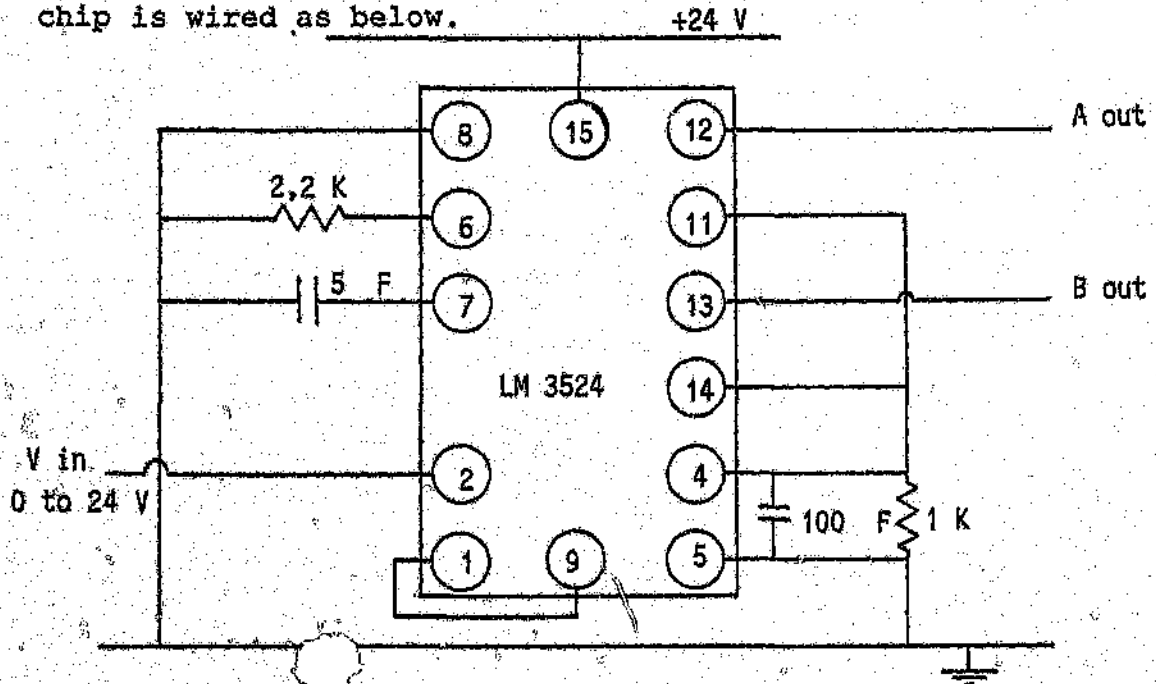 chip is wired as below.
+24 V
8
15
12
A out
2,2 K
6
11
5 F
7
13
B out
LM 3524
14
V in
0 to 24 V
2
4
100 F
1 K
1
9
5